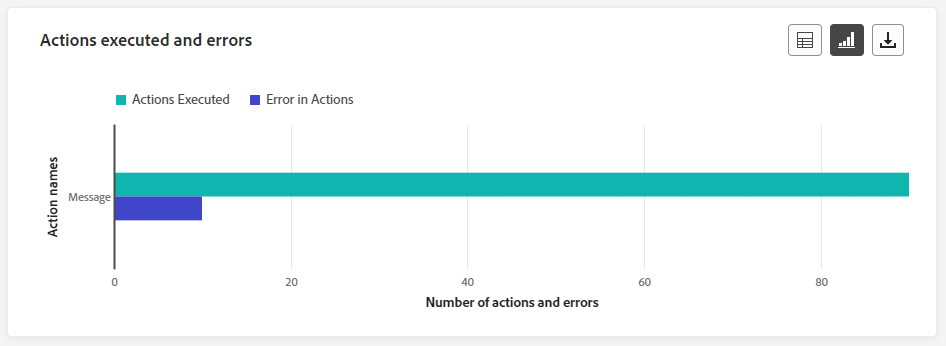 Actions executed and errors
Actions Executed
Error in Actions
Action names
Message
0
20
40
60
80
Number of actions and errors